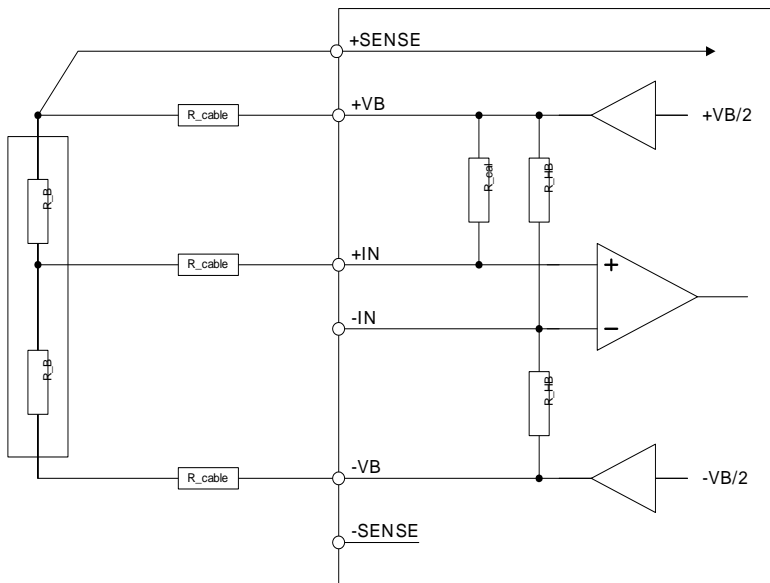 +SENSE
R_cable
+VB
+VB/2
R_B
R_cal
R_HB
R_cable
+IN
+
-IN
−
R_B
R_HB
R_cable
-VB
-VB/2
-SENSE